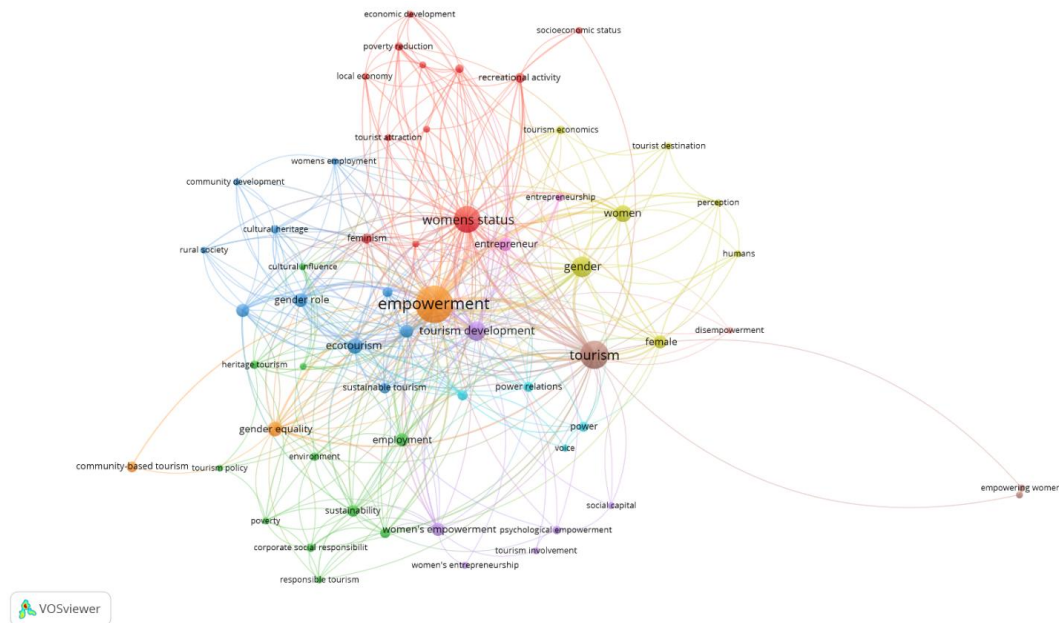 economic development
socioeconomic status
poverty reduction
local economy
recreational activity
tourist attraction
tourism economics
tourist destination
womens employment
community development
entrepreneurship
perception
women
womens status
cultural heritage
feminism
entrepreneur
rural society
humans
cultural influence
gender
gender role
empowerment
tourism development
disempowerment
female
ecotourism
tourism
heritage tourism
sustainable tourism
power relations
gender equality
power
employment
voice
environment
community-based tourism
tourism policy
empowering women
social capital
sustainability
poverty
women's empowerment
psychological empowerment
corporate social responsibilit
tourism involvement
women's entrepreneurship
responsible tourism
VOSviewer